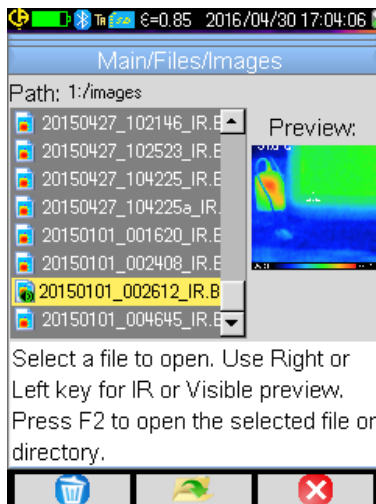 ε=0.85 2016/04/30 17:04:06
Main/Files/Images
Path: 1:/images
20150427_102146_IR.B
20150427_102523_IR.B
20150427_104225_IR.B
20150427_104225a_IR.
20150101_001620_IR.B
20150101_002408_IR.B
20150101_002612_IR.B
20150101_004645_IR.B
Preview:
Select a file to open. Use Right or
Left key for IR or Visible preview.
Press F2 to open the selected file or
directory.